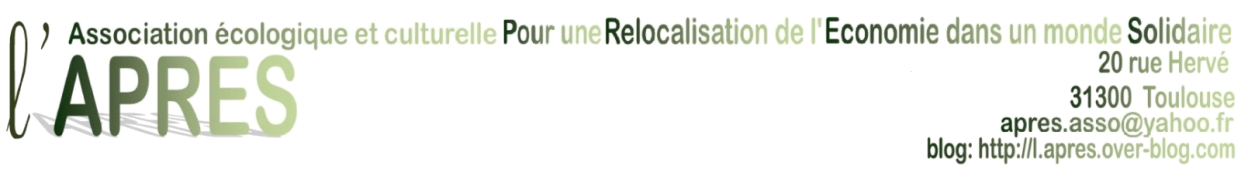 Association écologique et culturelle Pour une Relocalisation de l'Economie dans un monde Solidaire
l'APRES
20 rue Hervé
31300 Toulouse
apres.asso@yahoo.fr
blog: http://l.apres.over-blog.com